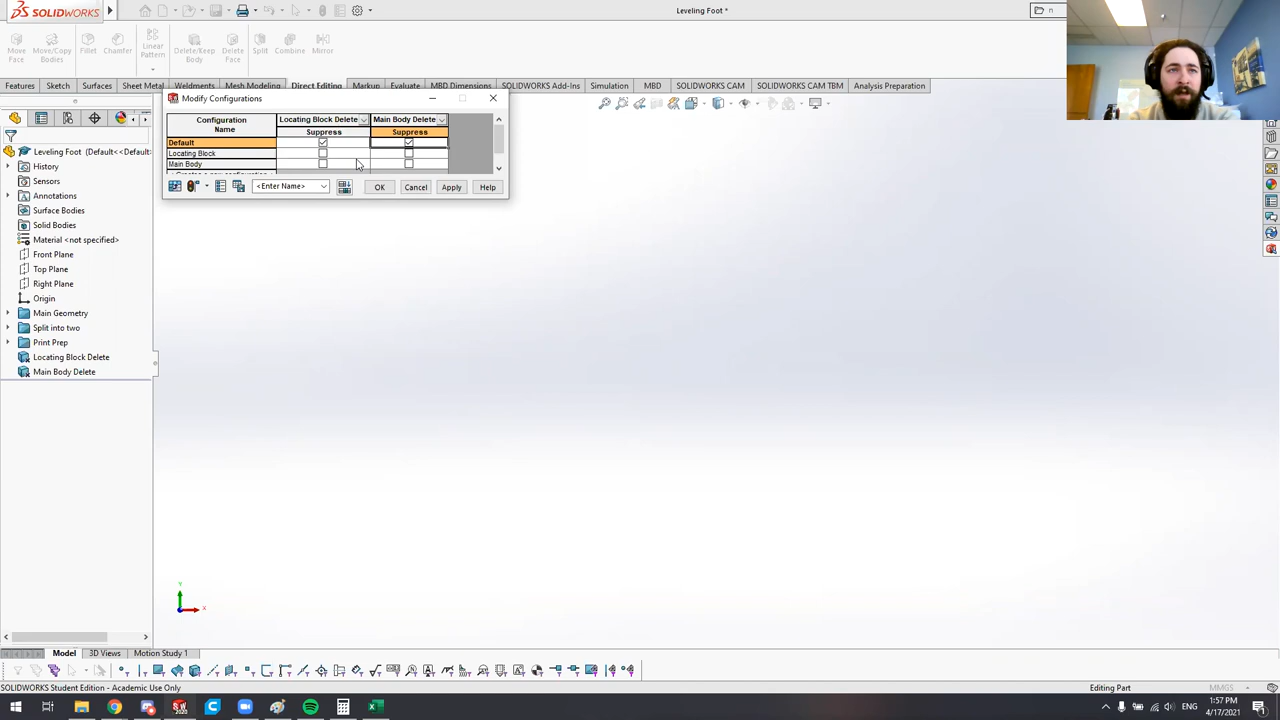 SOLIDWORKS
Leveling Foot *
Move Face
Move/Copy Bodies
Fillet
Chamfer
Linear Pattern
Delete/Keep Body
Delete Face
Split
Combine
Mirror
Features Sketch Surfaces Sheet Metal Weldments Mesh Modeling Direct Editing Markup Evaluate MBD Dimensions SOLIDWORKS Add-Ins Simulation MBD SOLIDWORKS CAM SOLIDWORKS CAM TBM Analysis Preparation
Modify Configurations
Configuration Name
Locating Block Delete
Main Body Delete
Suppress
Suppress
Default
Locating Block
Main Body
<Enter Name>
OK
Cancel
Apply
Help
Leveling Foot (Default<<Default
History
Sensors
Annotations
Surface Bodies
Solid Bodies
Material <not specified>
Front Plane
Top Plane
Right Plane
Origin
Main Geometry
Split into two
Print Prep
Locating Block Delete
Main Body Delete
Y
X
Model 3D Views Motion Study 1
SOLIDWORKS Student Edition - Academic Use Only
Editing Part
MMGS
ENG
1:57 PM
4/17/2021